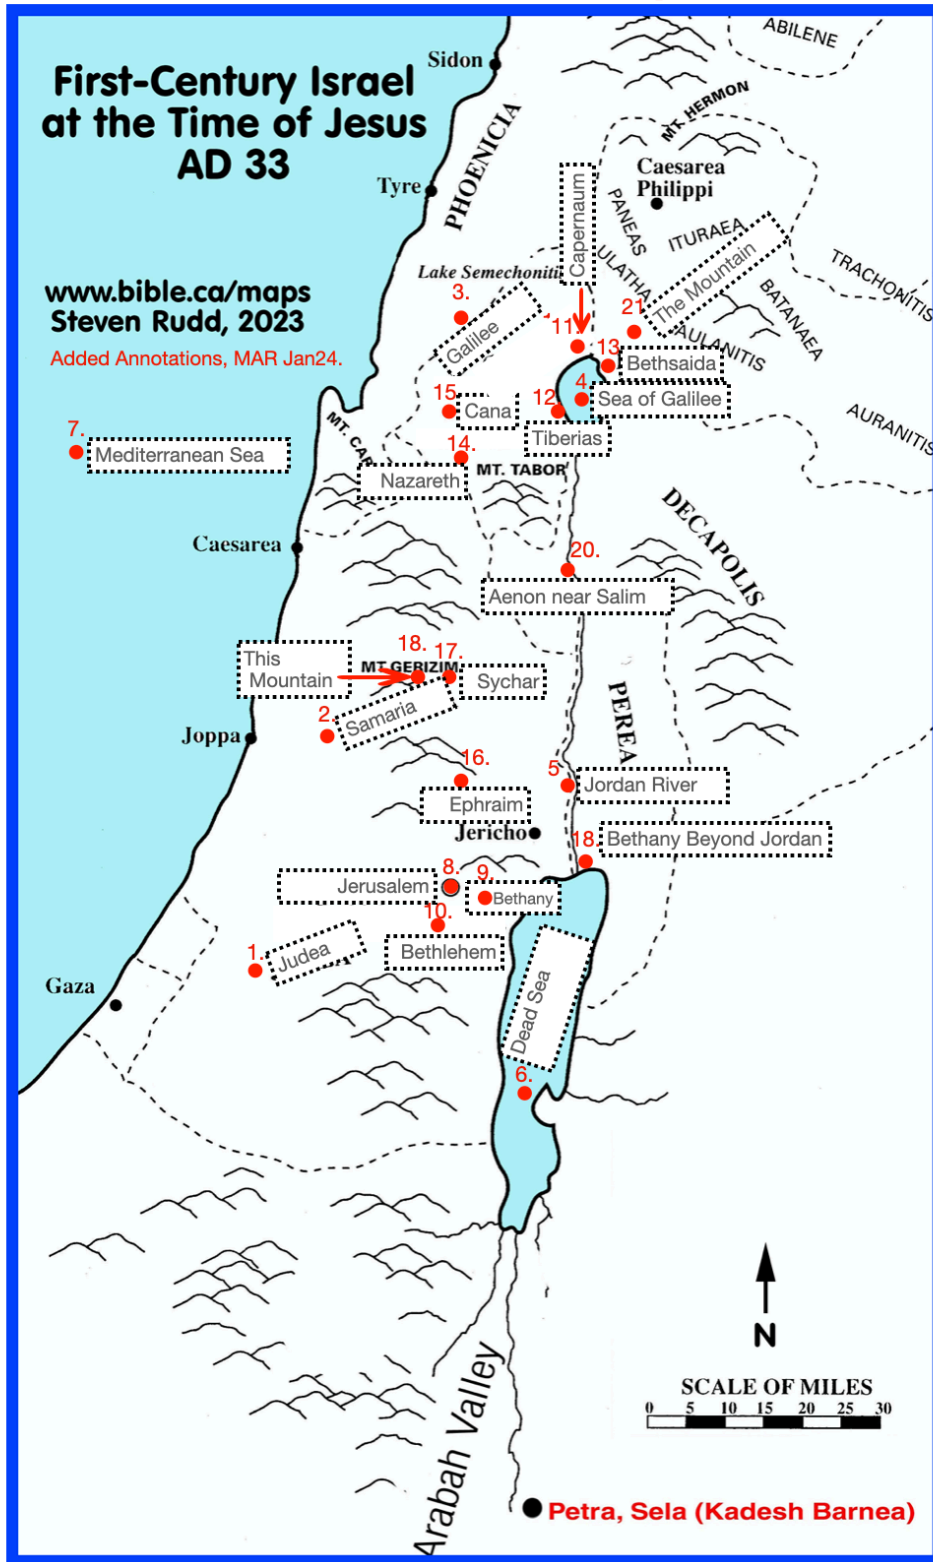 ABILENE
Sidon
First-Century Israel
at the Time of Jesus
AD 33
PHOENICIA
MT. HERMON
Caesarea
Philippi
Tyre
PANEAS
ITURAEA
Capernaum
ULATHA
The Mountain
TRACHONITIS
Lake Semechonitis
www.bible.ca/maps
Steven Rudd, 2023
Added Annotations, MAR Jan24.
3.
Galilee
11.
21
BATANAEA
AULANITIS
13
Bethsaida
4
Sea of Galilee
15
Cana
12
Tiberias
AURANITIS
7.
Mediterranean Sea
MT. CAR
14.
Nazareth
MT. TABOR
DECAPOLIS
Caesarea
20.
Aenon near Salim
This
Mountain
18.
17.
MT GERIZIM
Sychar
2.
Samaria
PEREA
Joppa
16.
Ephraim
5
Jordan River
Jericho
18.
Bethany Beyond Jordan
Jerusalem
8.
9.
Bethany
10.
Bethlehem
1.
Judea
Gaza
Dead Sea
6.
N
SCALE OF MILES
0 5 10 15 20 25 30
Arabah Valley
Petra, Sela (Kadesh Barnea)